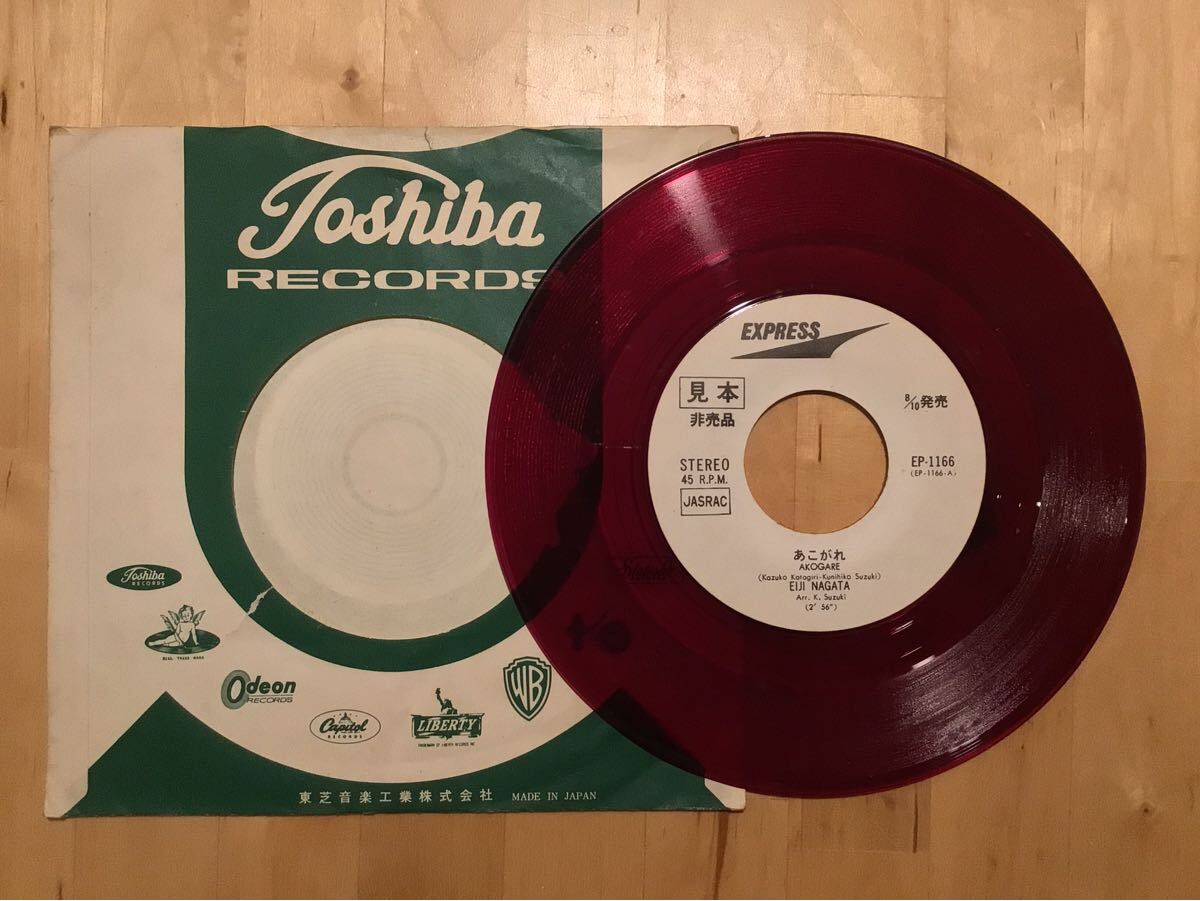 Toshiba
RECORDS
Toshiba
RECORDS
Odeon
RECORDS
Capitol
RECORDS
LIBERTY
WB
東芝音楽工業株式会社 MADE IN JAPAN
EXPRESS
見本
非売品
8/10発売
STEREO
45 R.P.M.
JASRAC
EP-1166
(EP-1166-A)
あこがれ
AKOGARE
(Kazuko Katagiri-Kunihiko Suzuki)
EIJI NAGATA
Arr. K. Suzuki
(2' 56")